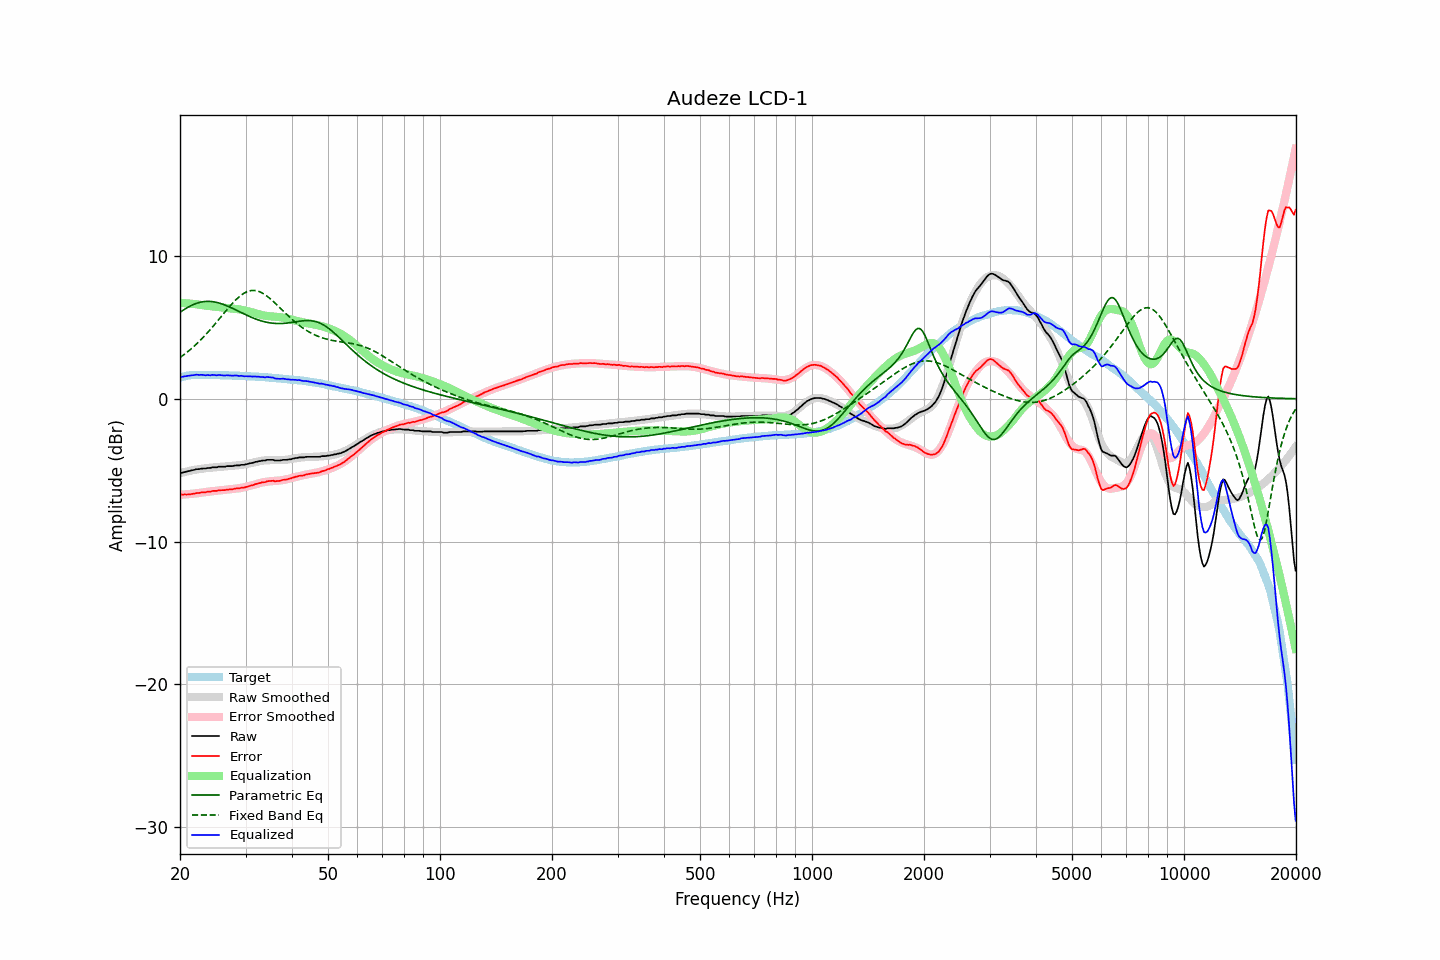 Audeze LCD-1
Amplitude (dBr)
10
0
−10
−20
−30
Target
Raw Smoothed
Error Smoothed
Raw
Error
Equalization
Parametric Eq
Fixed Band Eq
Equalized
20 50 100 200 500 1000 2000 5000 10000 20000
Frequency (Hz)